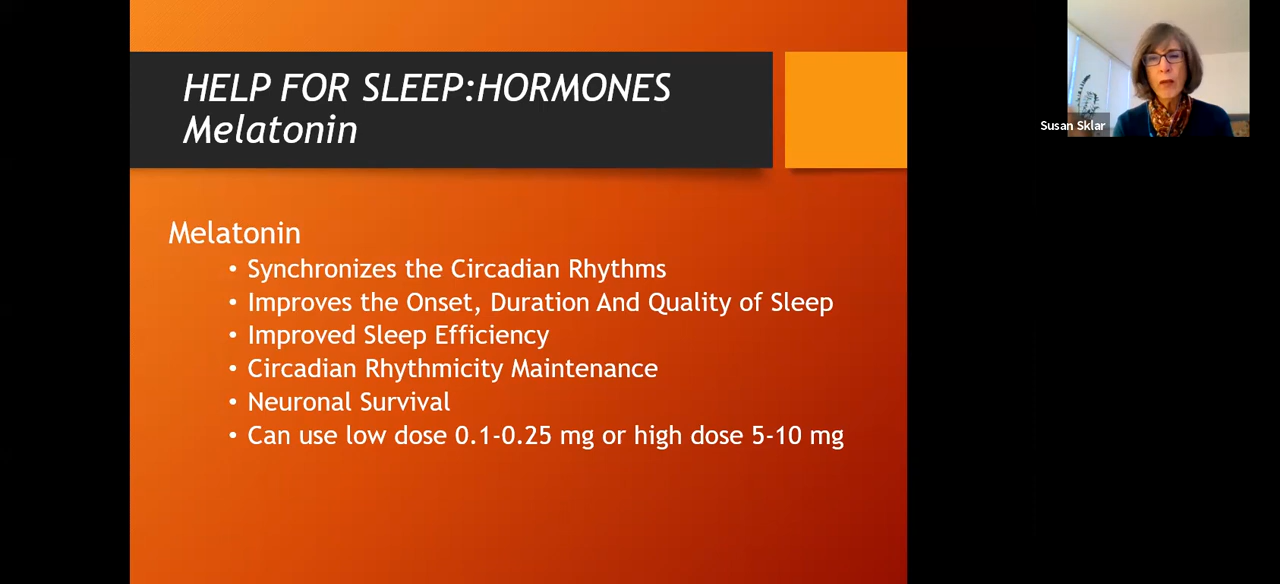 HELP FOR SLEEP:HORMONES
Melatonin
Susan Sklar
Melatonin
• Synchronizes the Circadian Rhythms
• Improves the Onset, Duration And Quality of Sleep
• Improved Sleep Efficiency
• Circadian Rhythmicity Maintenance
• Neuronal Survival
• Can use low dose 0.1-0.25 mg or high dose 5-10 mg